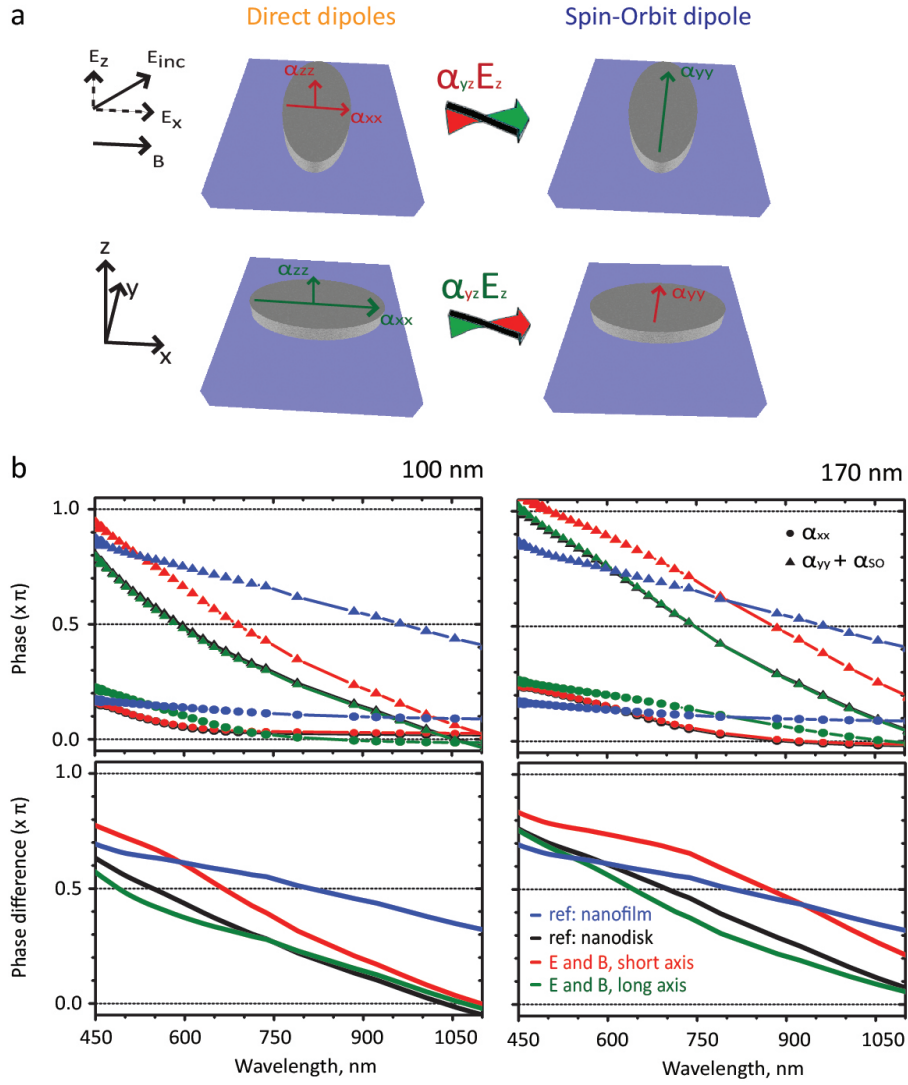 a
Direct dipoles
Spin-Orbit dipole
Ez
Einc
Ex
B
αzz
αxx
αyzEz
αyy
z
y
x
αzz
αxx
αyzEz
αyy
b
100 nm
170 nm
Phase (x π)
1.0
0.5
0.0
αxx
αyy + αSO
Phase difference (x π)
1.0
0.5
0.0
ref: nanofilm
ref: nanodisk
E and B, short axis
E and B, long axis
450 600 750 900 1050
450 600 750 900 1050
Wavelength, nm
Wavelength, nm